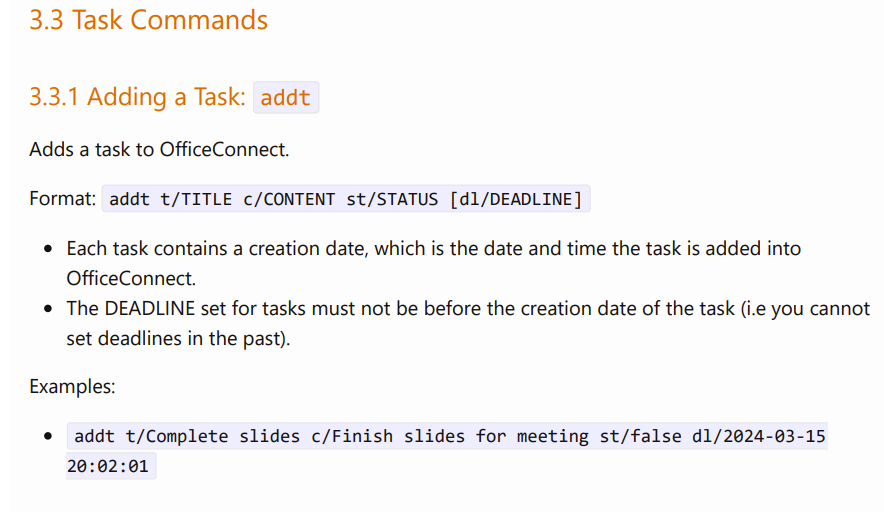 3.3 Task Commands
3.3.1 Adding a Task: addt
Adds a task to OfficeConnect.
Format: addt t/TITLE c/CONTENT st/STATUS [dl/DEADLINE]
• Each task contains a creation date, which is the date and time the task is added into
OfficeConnect.
• The DEADLINE set for tasks must not be before the creation date of the task (i.e you cannot
set deadlines in the past).
Examples:
• addt t/Complete slides c/Finish slides for meeting st/false dl/2024-03-15
20:02:01